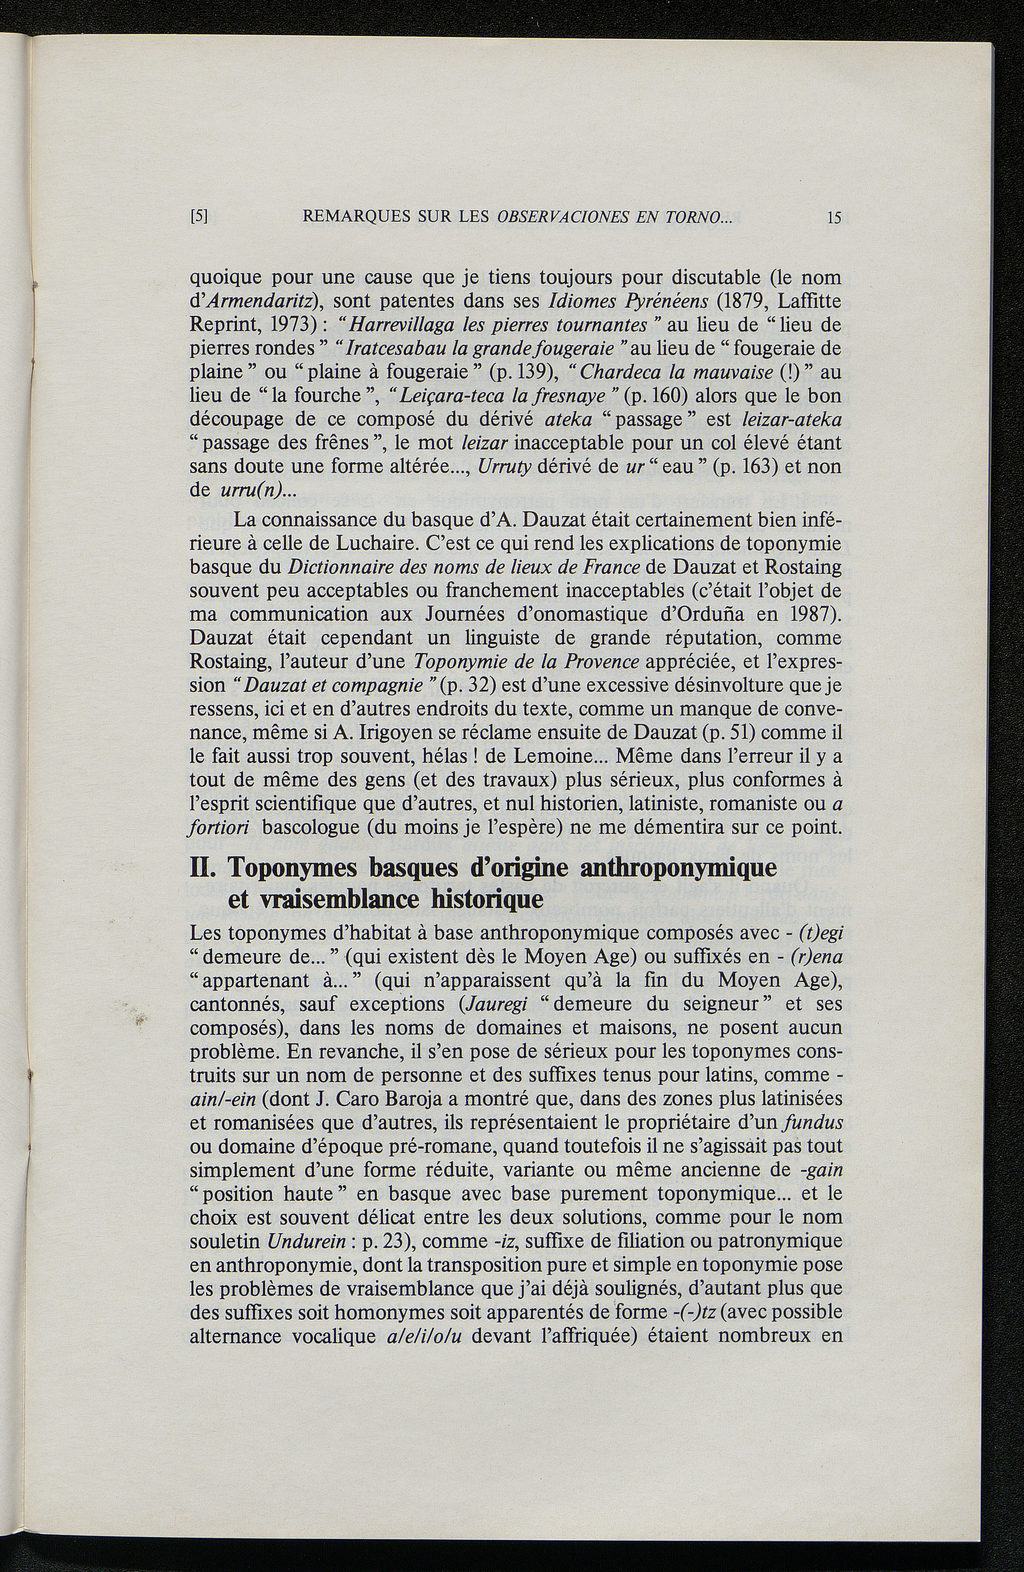 [5] REMARQUES SUR LES OBSERVACIONES EN TORNO... 15
quoique pour une cause que je tiens toujours pour discutable (le nom
d'Armendaritz), sont patentes dans ses Idiomes Pyrénéens (1879, Laffitte
Reprint, 1973) : “Harrevillaga les pierres tournantes ” au lieu de “ lieu de
pierres rondes ” “Iratcesabau la grande fougeraie ” au lieu de “ fougeraie de
plaine ” ou “ plaine à fougeraie ” (p. 139), “Chardeca la mauvaise (!) ” au
lieu de “ la fourche ”, “Leiçara-teca la fresnaye ” (p. 160) alors que le bon
découpage de ce composé du dérivé ateka “ passage ” est leizar-ateka
“ passage des frênes ”, le mot leizar inacceptable pour un col élevé étant
sans doute une forme altérée..., Urruty dérivé de ur “ eau ” (p. 163) et non
de urru(n)...
La connaissance du basque d'A. Dauzat était certainement bien infé-
rieure à celle de Luchaire. C'est ce qui rend les explications de toponymie
basque du Dictionnaire des noms de lieux de France de Dauzat et Rostaing
souvent peu acceptables ou franchement inacceptables (c'était l'objet de
ma communication aux Journées d'onomastique d'Orduña en 1987).
Dauzat était cependant un linguiste de grande réputation, comme
Rostaing, l'auteur d'une Toponymie de la Provence appréciée, et l'expres-
sion “Dauzat et compagnie ” (p. 32) est d'une excessive désinvolture que je
ressens, ici et en d'autres endroits du texte, comme un manque de conve-
nance, même si A. Irigoyen se réclame ensuite de Dauzat (p. 51) comme il
le fait aussi trop souvent, hélas ! de Lemoine... Même dans l'erreur il y a
tout de même des gens (et des travaux) plus sérieux, plus conformes à
l'esprit scientifique que d'autres, et nul historien, latiniste, romaniste ou a
fortiori bascologue (du moins je l'espère) ne me démentira sur ce point.
II. Toponymes basques d'origine anthroponymique
et vraisemblance historique
Les toponymes d'habitat à base anthroponymique composés avec - (t)egi
“ demeure de... ” (qui existent dès le Moyen Age) ou suffixés en - (r)ena
“ appartenant à... ” (qui n'apparaissent qu'à la fin du Moyen Age),
cantonnés, sauf exceptions (Jauregi “ demeure du seigneur ” et ses
composés), dans les noms de domaines et maisons, ne posent aucun
problème. En revanche, il s'en pose de sérieux pour les toponymes cons-
truits sur un nom de personne et des suffixes tenus pour latins, comme -
ain/-ein (dont J. Caro Baroja a montré que, dans des zones plus latinisées
et romanisées que d'autres, ils représentaient le propriétaire d'un fundus
ou domaine d'époque pré-romane, quand toutefois il ne s'agissait pas tout
simplement d'une forme réduite, variante ou même ancienne de -gain
“ position haute ” en basque avec base purement toponymique... et le
choix est souvent délicat entre les deux solutions, comme pour le nom
souletin Undurein : p. 23), comme -iz, suffixe de filiation ou patronymique
en anthroponymie, dont la transposition pure et simple en toponymie pose
les problèmes de vraisemblance que j'ai déjà soulignés, d'autant plus que
des suffixes soit homonymes soit apparentés de forme -(-)tz (avec possible
alternance vocalique a/e/i/o/u devant l'affriquée) étaient nombreux en